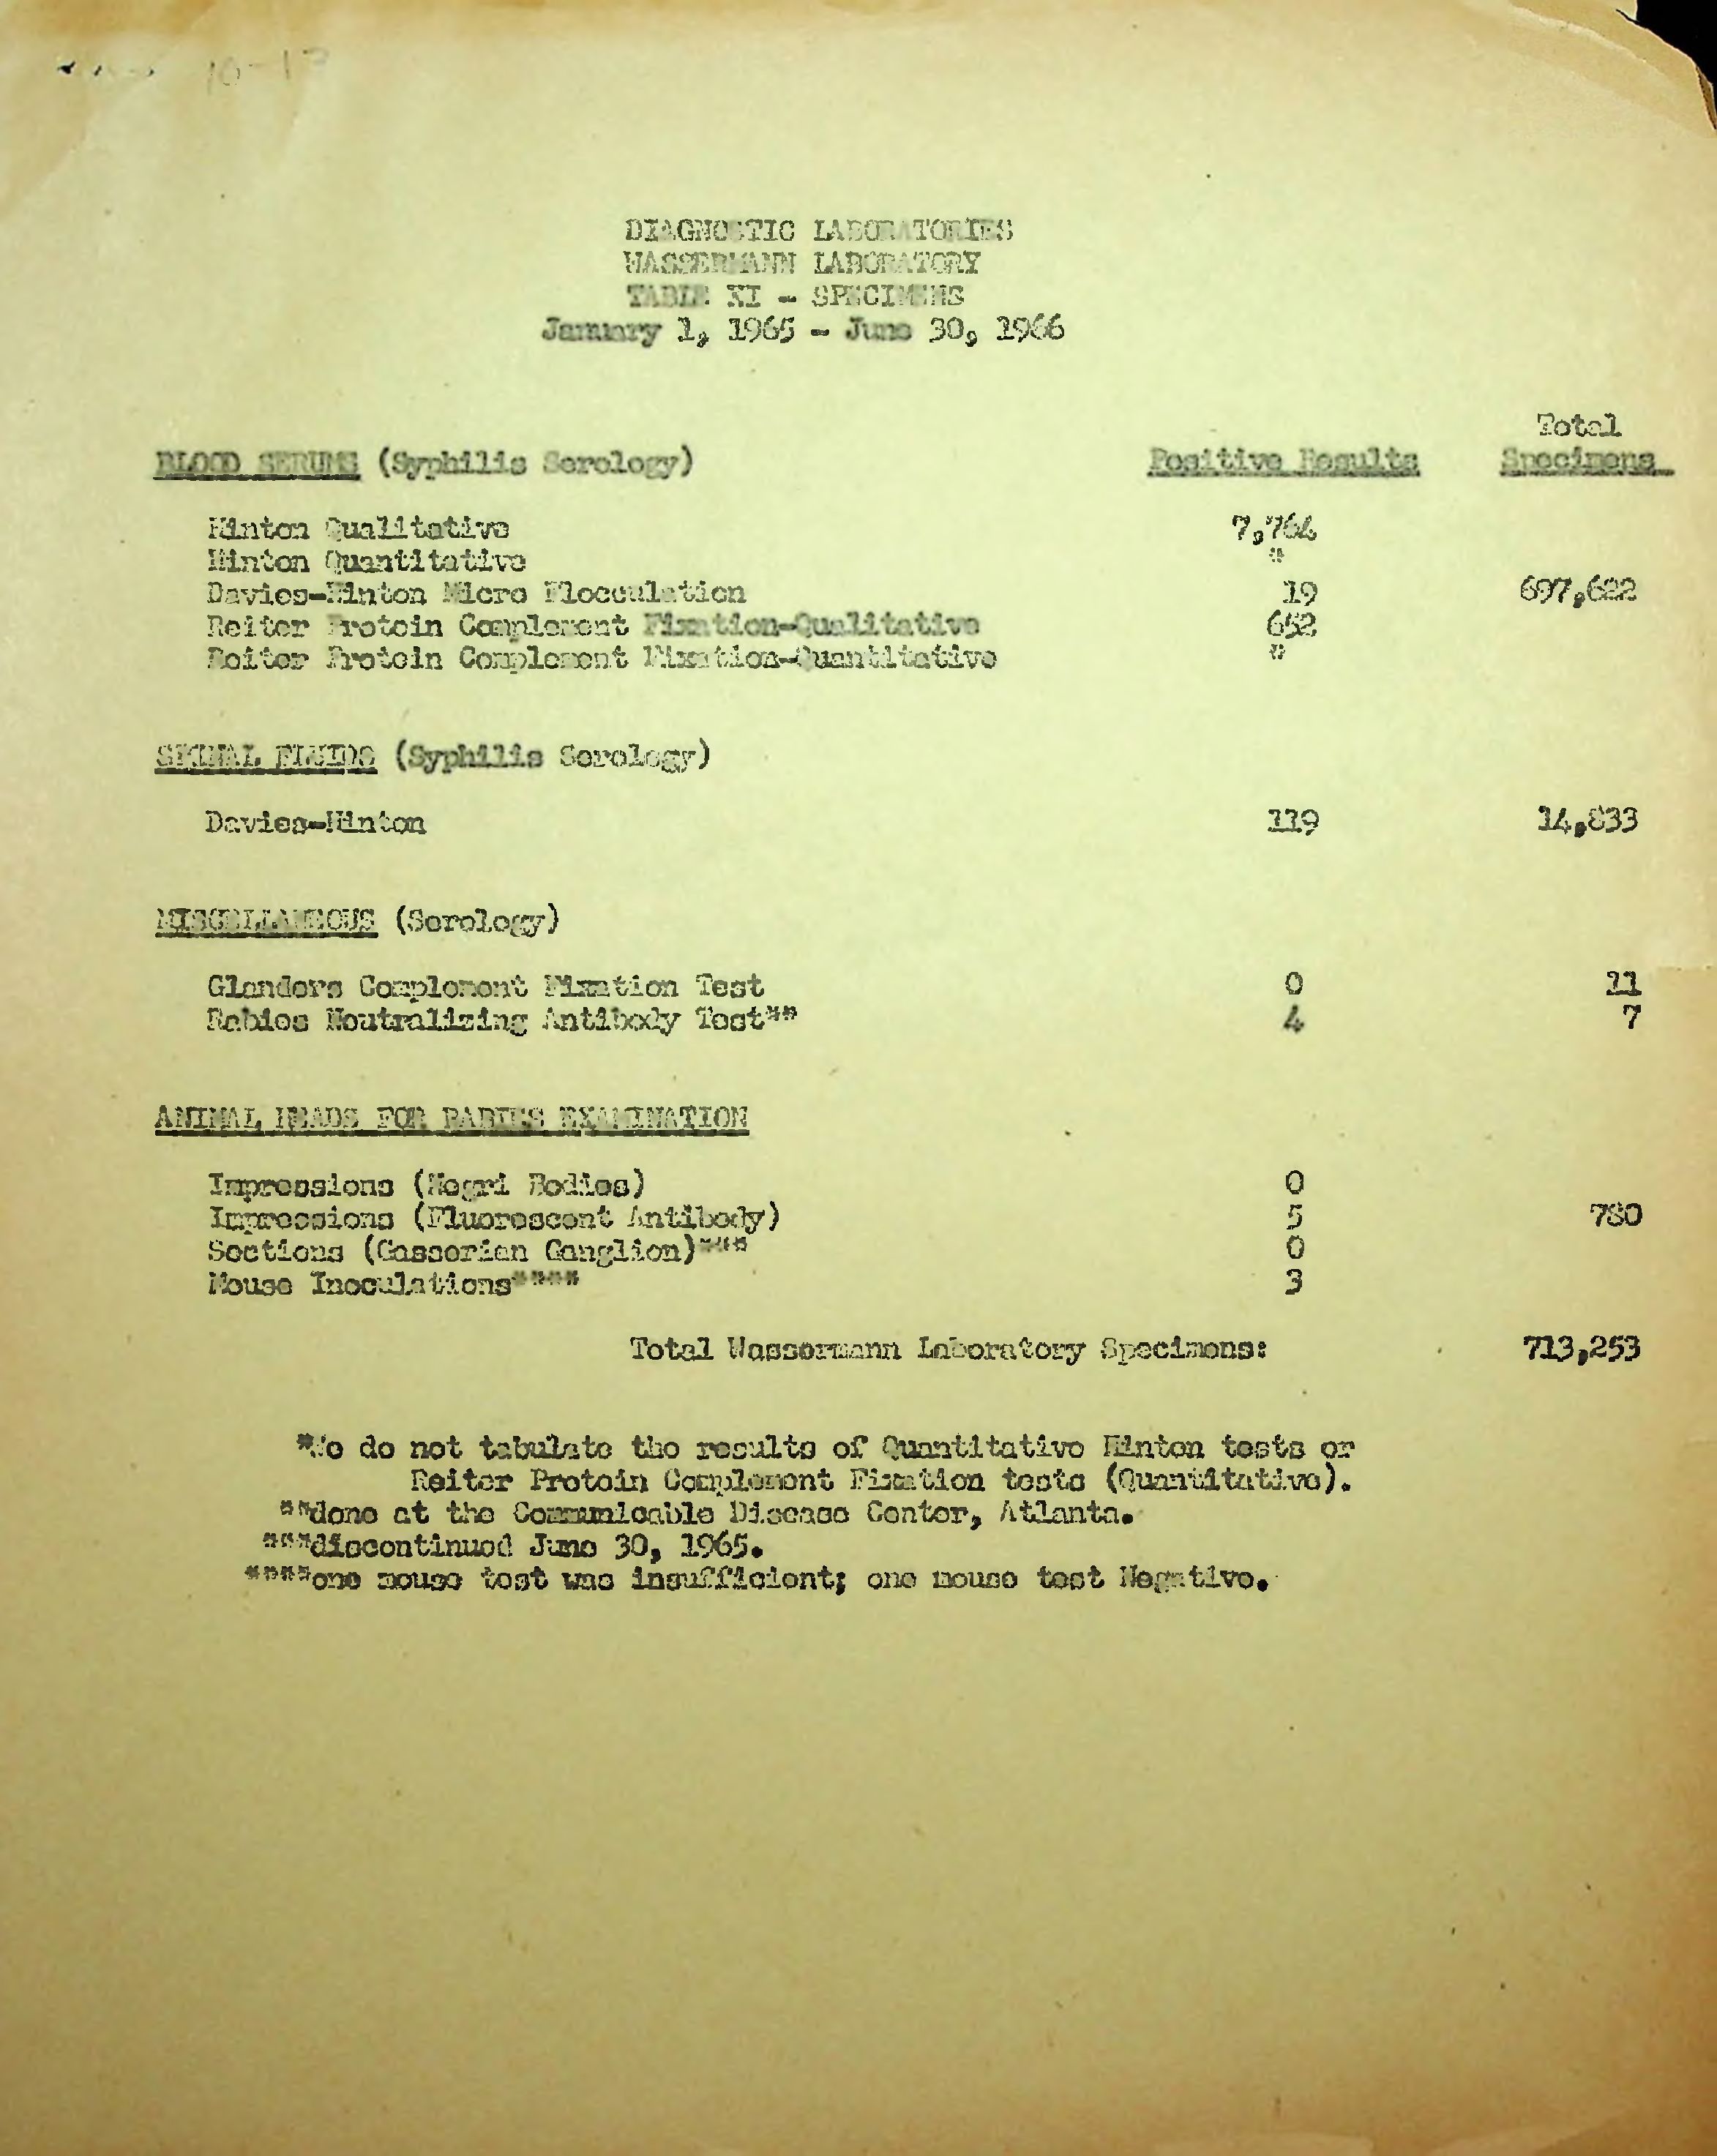 DIAGNOSTIC LABORATORIES
WASSERMANN LABORATORY
TABLE XI - SPECIMENS
January 1, 1965 - June 30, 1966
Total
BLOOD SERUMS (Syphilis Serology) Positive Results Specimens
Hinton Qualitative 7,764
Hinton Quantitative *
Davies-Hinton Micro Flocculation 19 697,622
Reiter Protein Complement Fixation-Qualitative 652
Reiter Protein Complement Fixation-Quantitative *
SPINAL FLUIDS (Syphilis Serology)
Davies-Hinton 119 14,833
MISCELLANEOUS (Serology)
Glanders Complement Fixation Test 0 11
Rabies Neutralizing Antibody Test** 4 7
ANIMAL HEADS FOR RABIES EXAMINATION
Impressions (Negri Bodies) 0
Impressions (Fluorescent Antibody) 5 780
Sections (Gasserian Ganglion)*** 0
Mouse Inoculations**** 3
Total Wassermann Laboratory Specimens: 713,253
*We do not tabulate the results of Quantitative Hinton tests or
Reiter Protein Complement Fixation tests (Quantitative).
**done at the Communicable Disease Center, Atlanta.
***discontinued June 30, 1965.
****one mouse test was insufficient; one mouse test Negative.